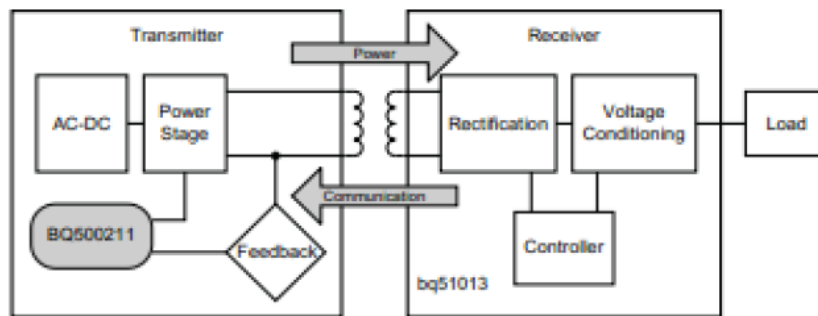 Transmitter
Receiver
Power
AC-DC
Power
Stage
Rectification
Voltage
Conditioning
Load
Communication
BQ500211
Feedback
Controller
bq51013